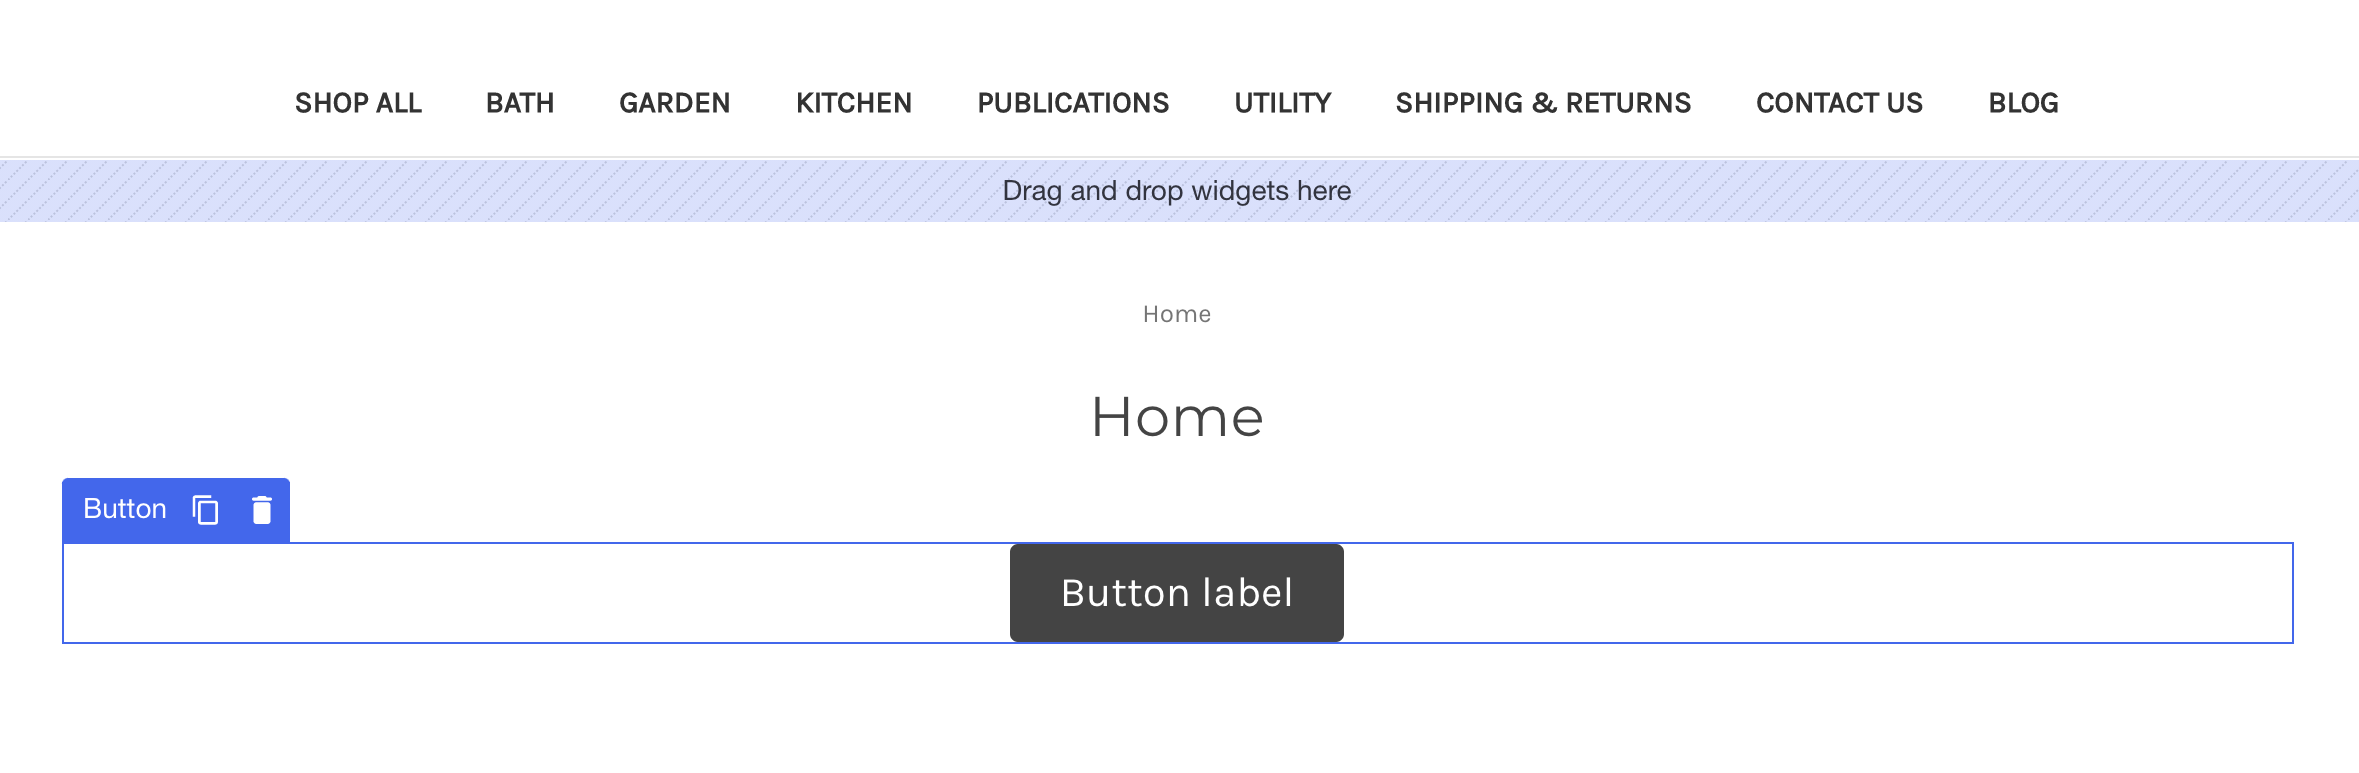 SHOP ALL BATH GARDEN KITCHEN PUBLICATIONS UTILITY SHIPPING & RETURNS CONTACT US BLOG
Drag and drop widgets here
Home
Home
Button
Button label